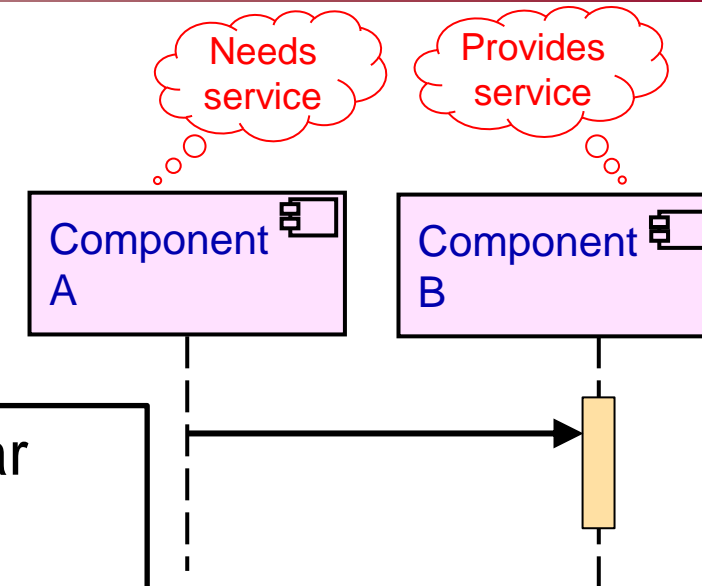 Needs
service
Provides
service
Component
A
Component
B